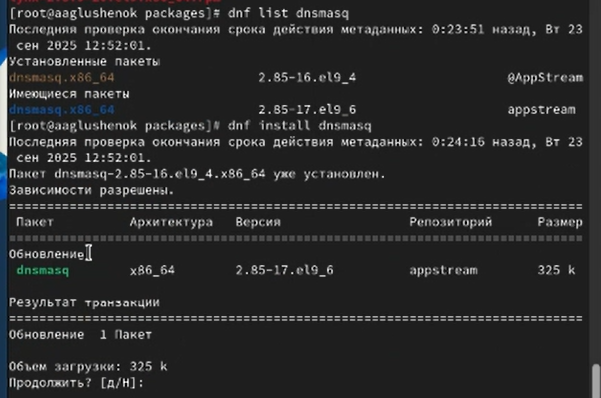 [root@aaglushenok packages]# dnf list dnsmasq
Последняя проверка окончания срока действия метаданных: 0:23:51 назад, Вт 23
сен 2025 12:52:01.
Установленные пакеты
dnsmasq.x86_64 2.85-16.el9_4 @AppStream
Имеющиеся пакеты
dnsmasq.x86_64 2.85-17.el9_6 appstream
[root@aaglushenok packages]# dnf install dnsmasq
Последняя проверка окончания срока действия метаданных: 0:24:16 назад, Вт 23
сен 2025 12:52:01.
Пакет dnsmasq-2.85-16.el9_4.x86_64 уже установлен.
Зависимости разрешены.
================================================================================
Пакет Архитектура Версия Репозиторий Размер
================================================================================
Обновление
dnsmasq x86_64 2.85-17.el9_6 appstream 325 k
Результат транзакции
================================================================================
Обновление 1 Пакет
Объем загрузки: 325 k
Продолжить? [д/Н]: